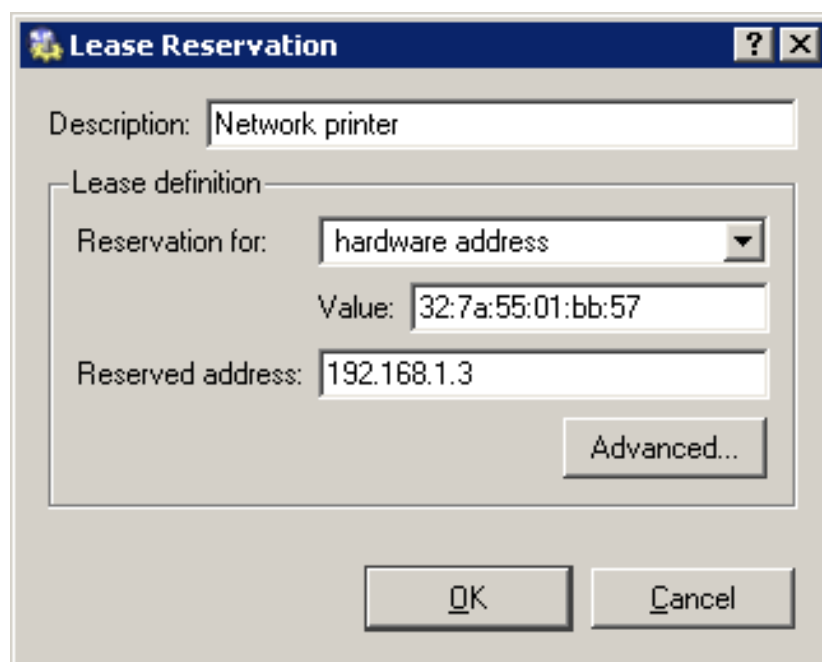 Lease Reservation
Description: Network printer
Lease definition
Reservation for: hardware address
Value: 32:7a:55:01:bb:57
Reserved address: 192.168.1.3
Advanced...
OK Cancel